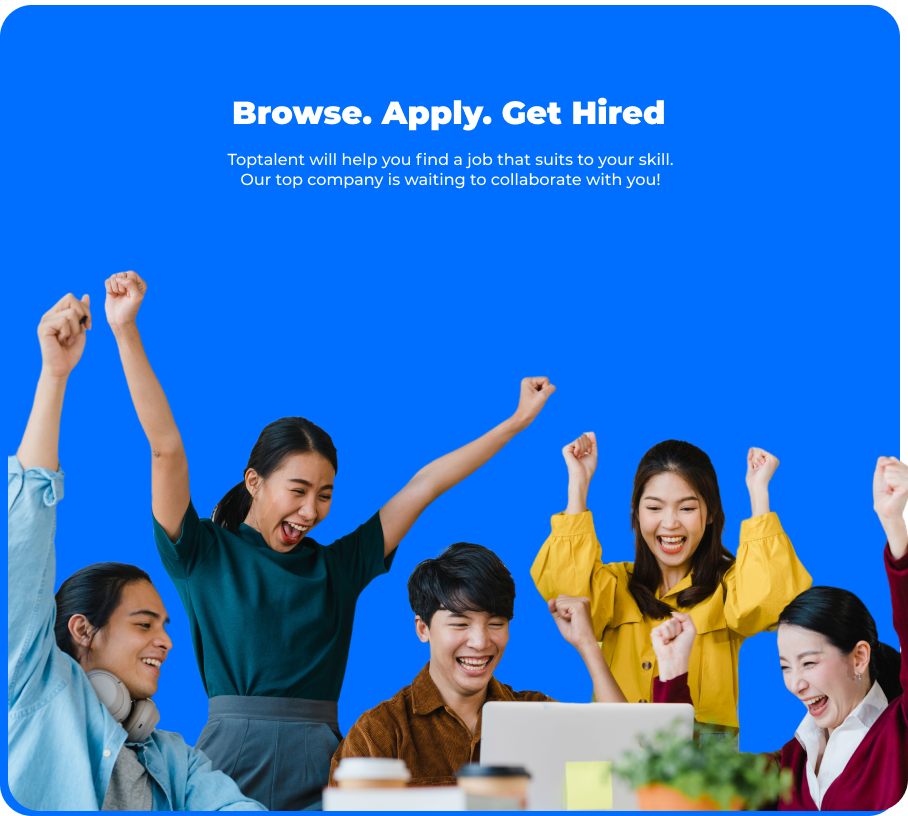 Browse. Apply. Get Hired
Toptalent will help you find a job that suits to your skill.
Our top company is waiting to collaborate with you!